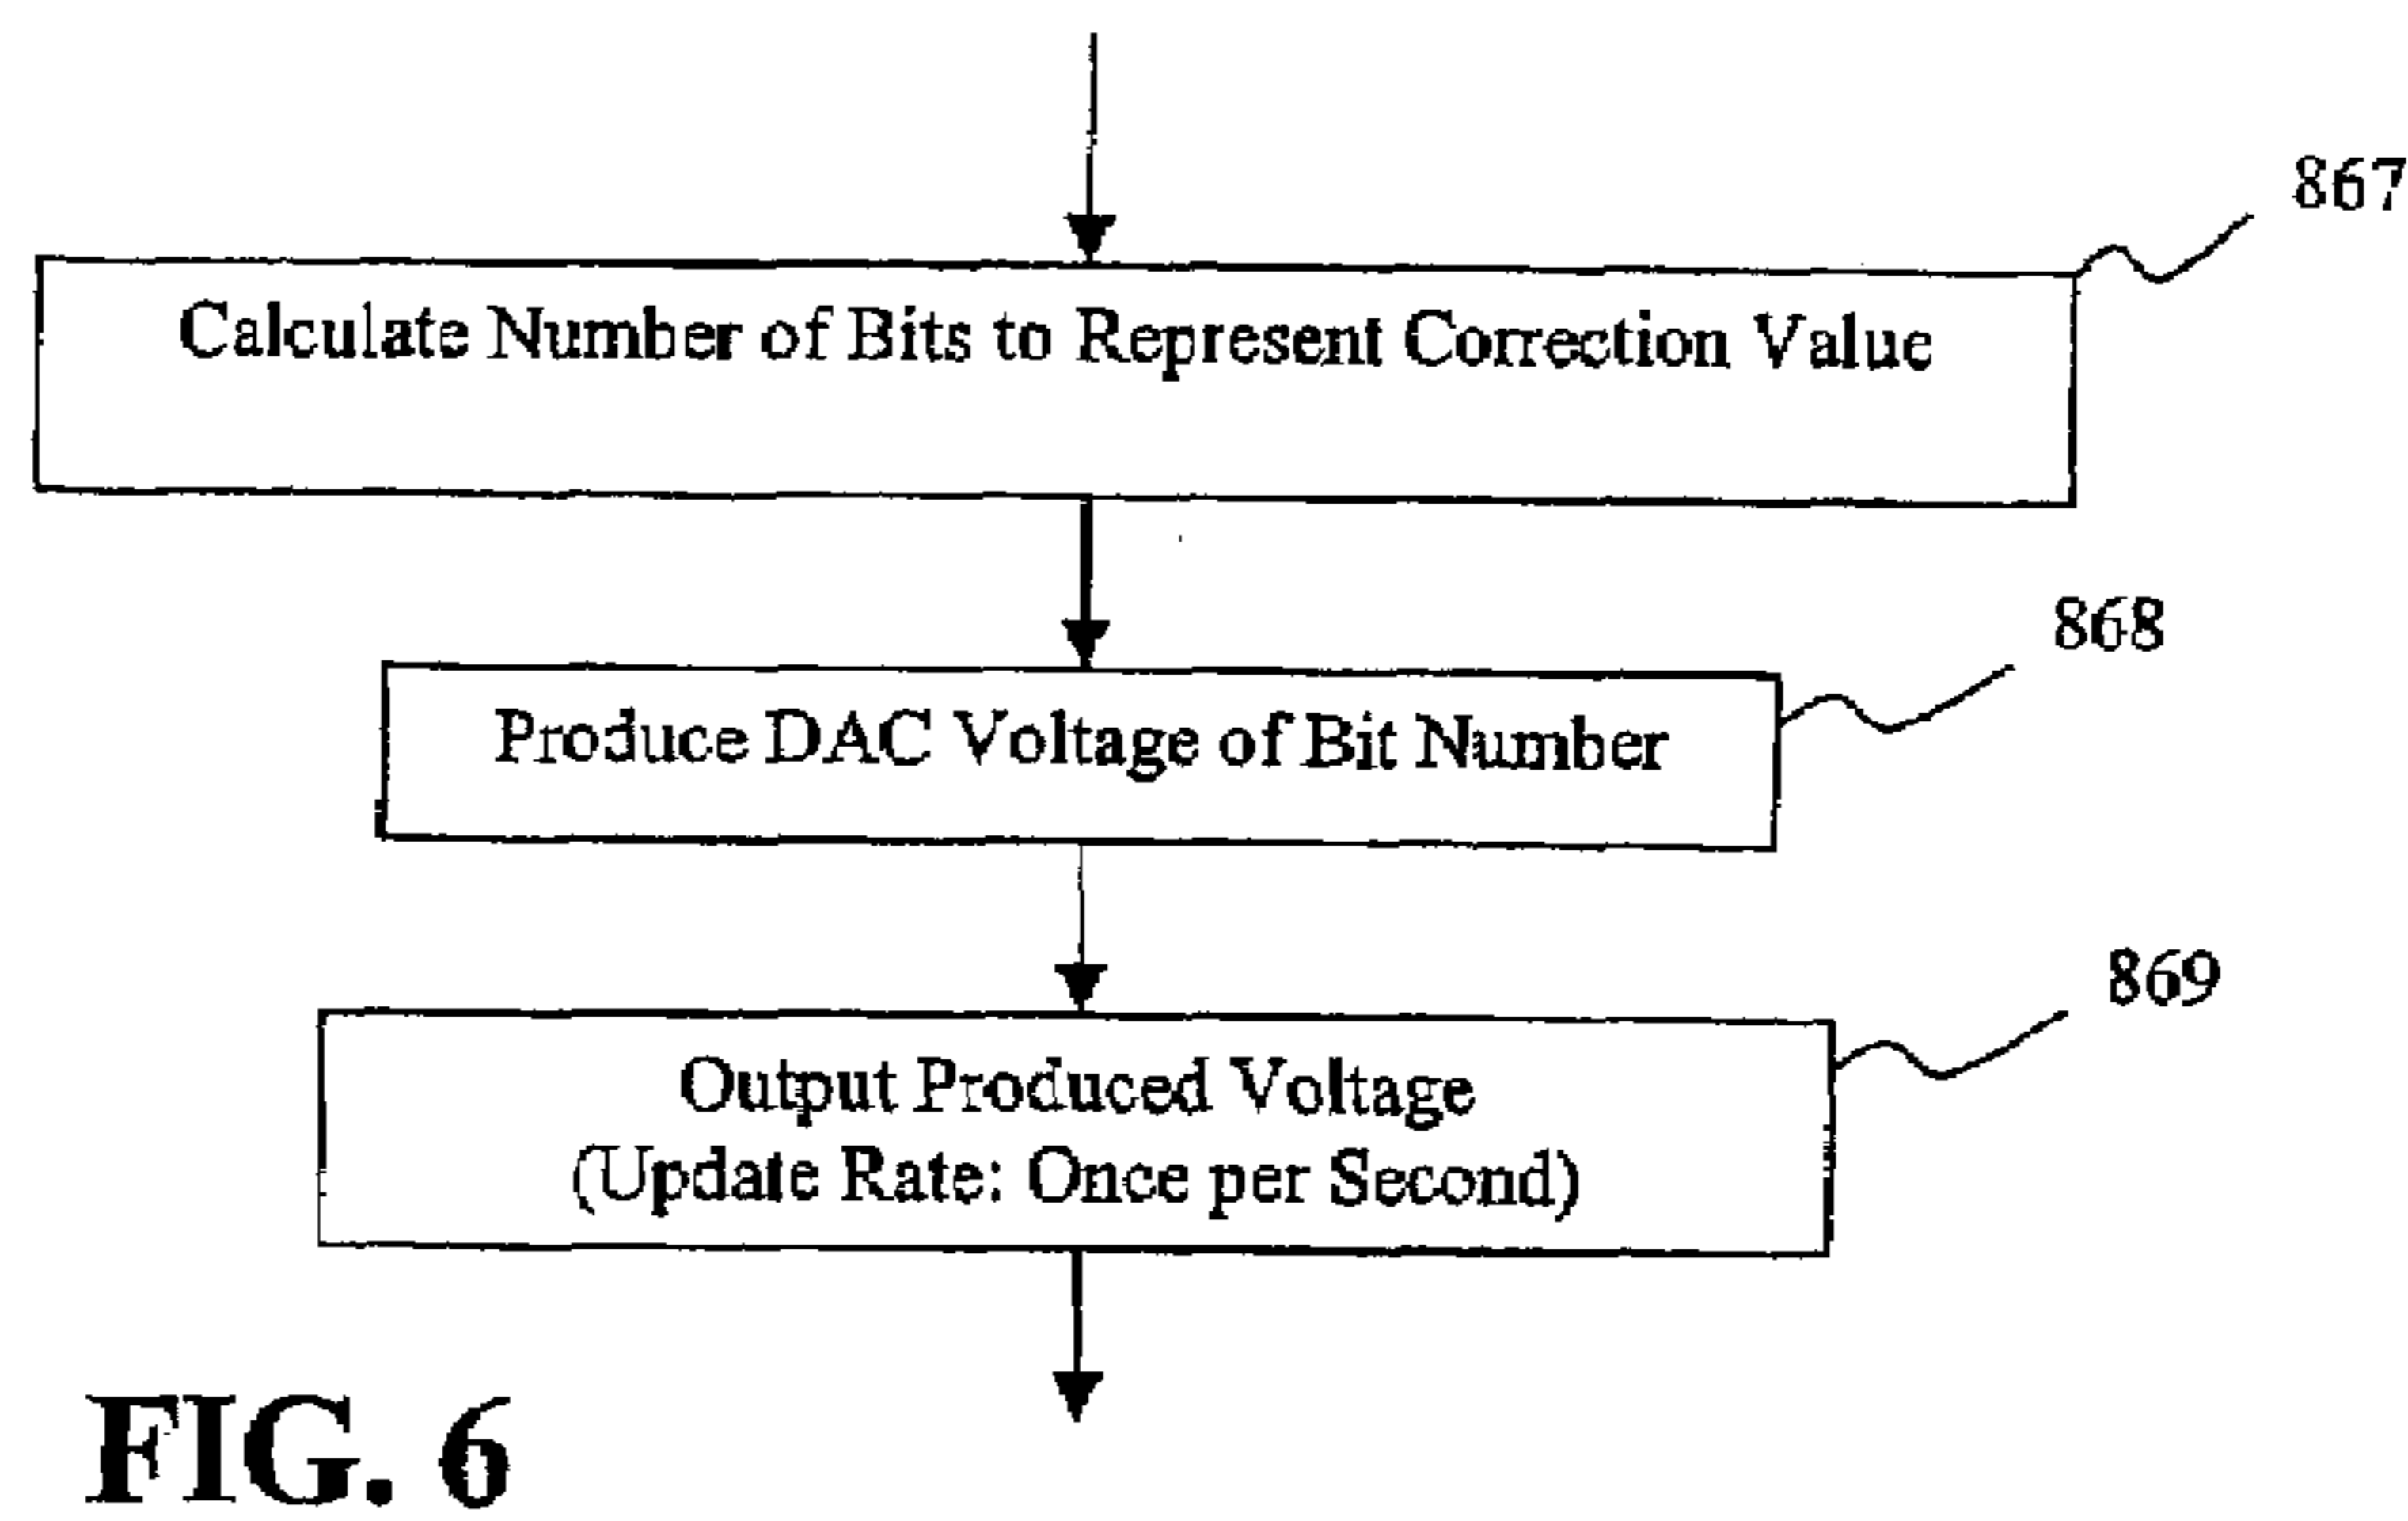 867
Calculate Number of Bits to Represent Correction Value
868
Produce DAC Voltage of Bit Number
869
Output Produced Voltage
(Update Rate: Once per Second)
FIG. 6